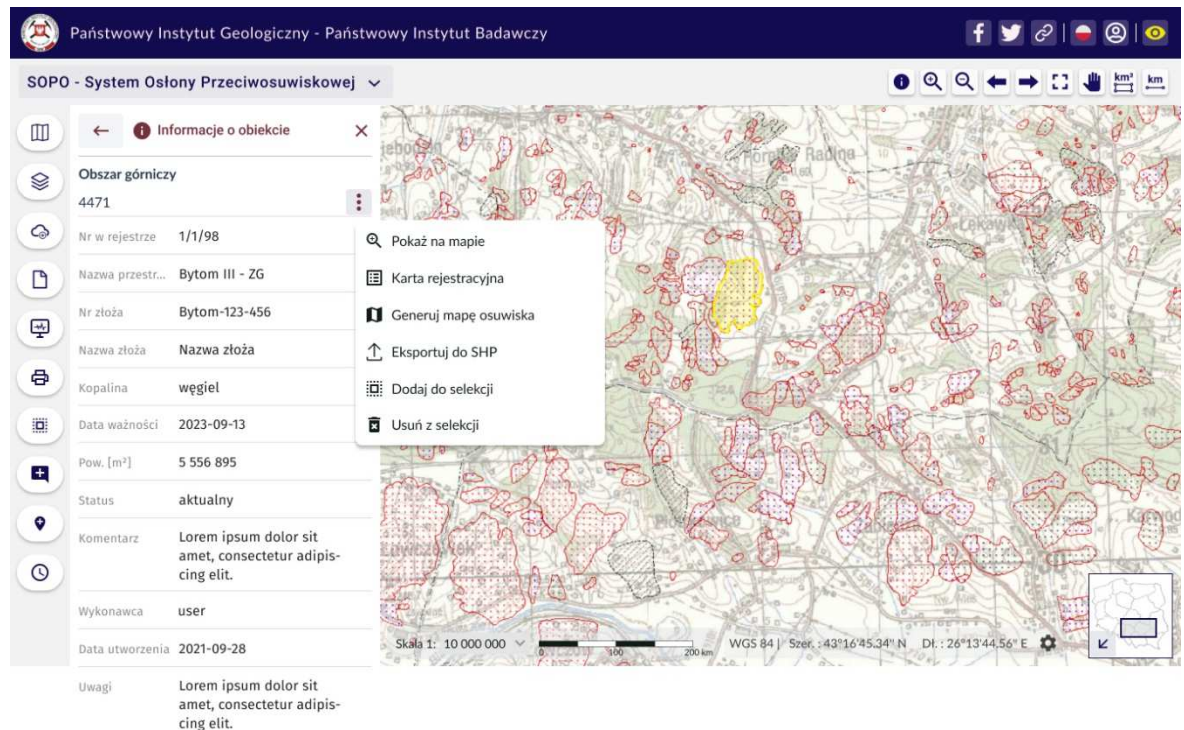 Państwowy Instytut Geologiczny - Państwowy Instytut Badawczy
SOPO - System Osłony Przeciwosuwiskowej
km²
km
Informacje o obiekcie
Obszar górniczy
4471
Nr w rejestrze 1/1/98
Nazwa przestr... Bytom III - ZG
Nr złoża Bytom-123-456
Nazwa złoża Nazwa złoża
Kopalina węgiel
Data ważności 2023-09-13
Pow. [m²] 5 556 895
Status aktualny
Komentarz Lorem ipsum dolor sit
amet, consectetur adipis-
cing elit.
Wykonawca user
Data utworzenia 2021-09-28
Uwagi Lorem ipsum dolor sit
amet, consectetur adipis-
cing elit.
Pokaż na mapie
Karta rejestracyjna
Generuj mapę osuwiska
Eksportuj do SHP
Dodaj do selekcji
Usuń z selekcji
Radlna
Łękawka
Skala 1: 10 000 000
0 100 200 km
WGS 84 | Szer. : 43°16'45.34" N Dł. : 26°13'44.56" E